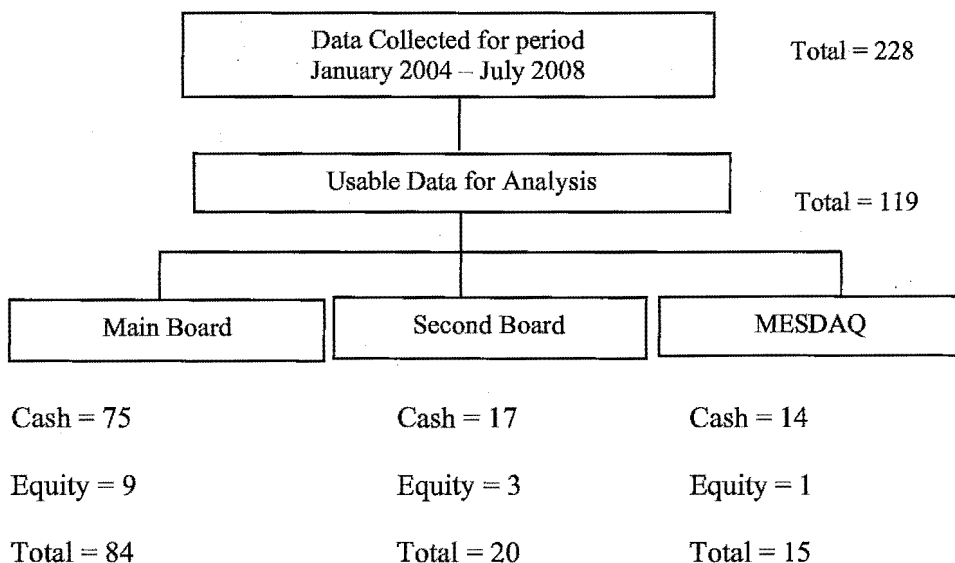 Data Collected for period
January 2004 – July 2008
Total = 228
Usable Data for Analysis
Total = 119
Main Board
Second Board
MESDAQ
Cash = 75
Cash = 17
Cash = 14
Equity = 9
Equity = 3
Equity = 1
Total = 84
Total = 20
Total = 15